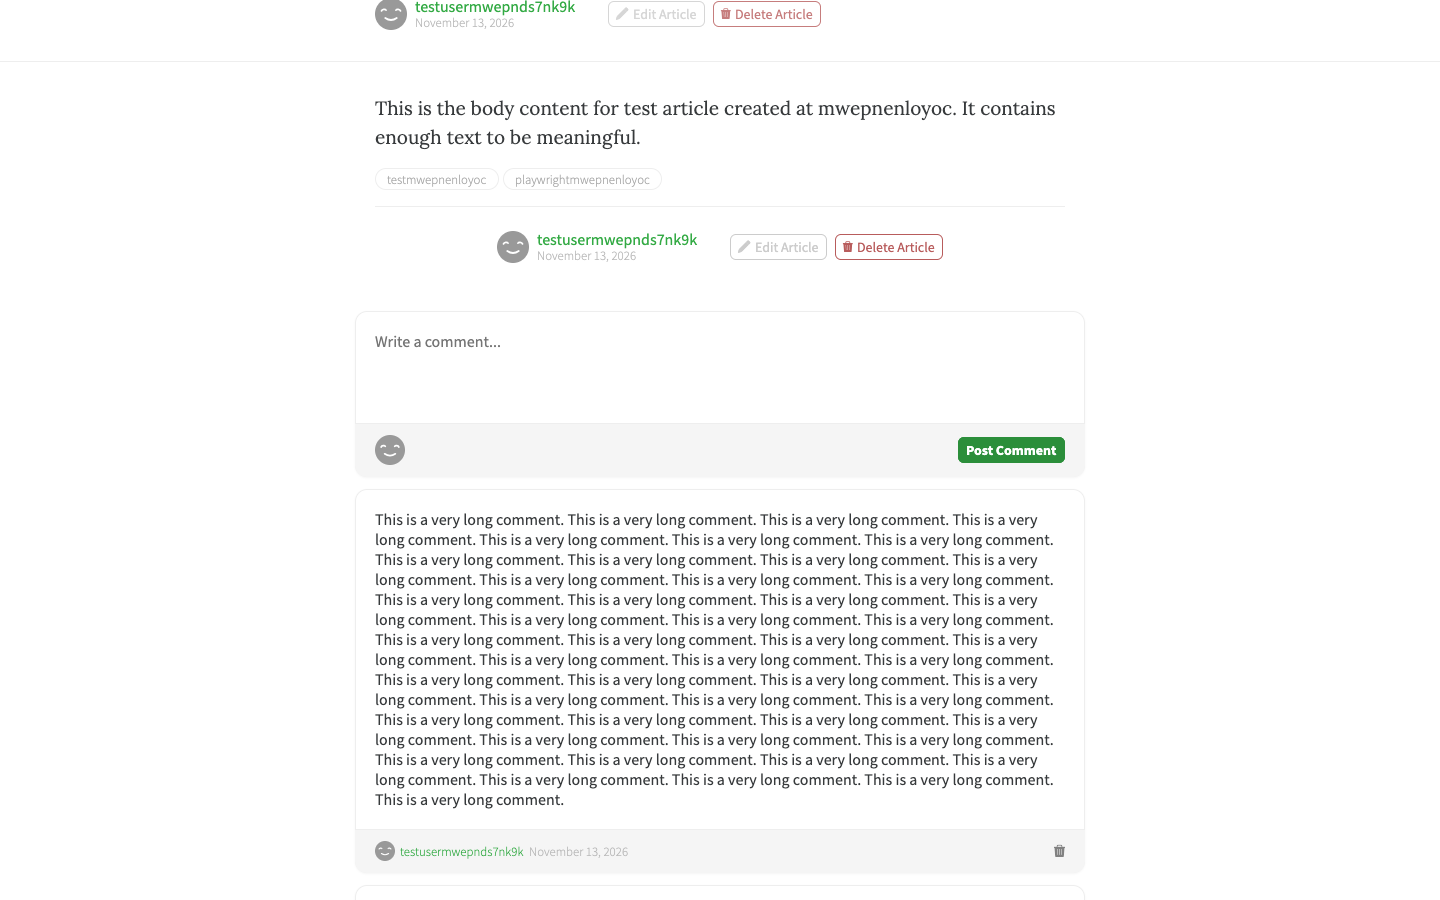 testusermwepnds7nk9k
November 13, 2026
Edit Article
Delete Article
This is the body content for test article created at mwepnenloyoc. It contains
enough text to be meaningful.
testmwepnenloyoc
playwrightmwepnenloyoc
testusermwepnds7nk9k
November 13, 2026
Edit Article
Delete Article
Write a comment...
Post Comment
This is a very long comment. This is a very long comment. This is a very long comment. This is a very
long comment. This is a very long comment. This is a very long comment. This is a very long comment.
This is a very long comment. This is a very long comment. This is a very long comment. This is a very
long comment. This is a very long comment. This is a very long comment. This is a very long comment.
This is a very long comment. This is a very long comment. This is a very long comment. This is a very
long comment. This is a very long comment. This is a very long comment. This is a very long comment.
This is a very long comment. This is a very long comment. This is a very long comment. This is a very
long comment. This is a very long comment. This is a very long comment. This is a very long comment.
This is a very long comment. This is a very long comment. This is a very long comment. This is a very
long comment. This is a very long comment. This is a very long comment. This is a very long comment.
This is a very long comment. This is a very long comment. This is a very long comment. This is a very
long comment. This is a very long comment. This is a very long comment. This is a very long comment.
This is a very long comment. This is a very long comment. This is a very long comment. This is a very
long comment. This is a very long comment. This is a very long comment. This is a very long comment.
This is a very long comment.
testusermwepnds7nk9k
November 13, 2026